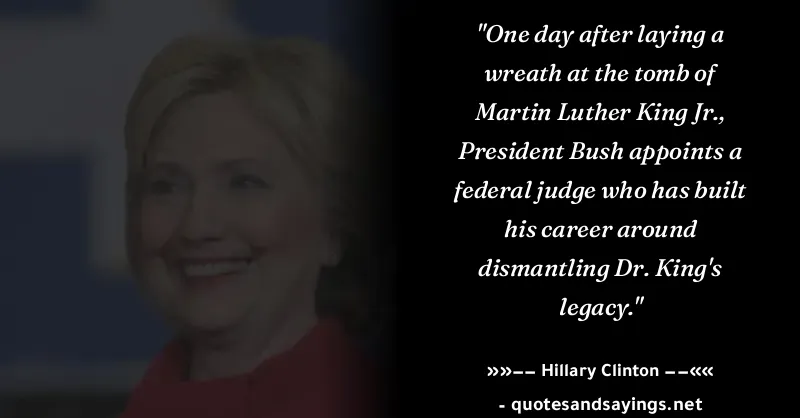 "One day after laying a
wreath at the tomb of
Martin Luther King Jr.,
President Bush appoints a
federal judge who has built
his career around
dismantling Dr. King's
legacy."
»»–– Hillary Clinton ––««
- quotesandsayings.net